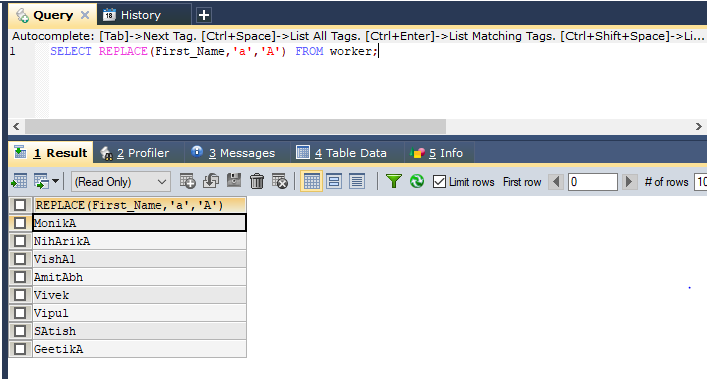 Query History
Autocomplete: [Tab]->Next Tag. [Ctrl+Space]->List All Tags. [Ctrl+Enter]->List Matching Tags. [Ctrl+Shift+Space]->Li...
1 SELECT REPLACE(First_Name,'a','A') FROM worker;
1 Result 2 Profiler 3 Messages 4 Table Data 5 Info
(Read Only) Limit rows First row 0 # of rows 10
REPLACE(First_Name,'a','A')
MonikA
NihArikA
VishAl
AmitAbh
Vivek
Vipul
SAtish
GeetikA